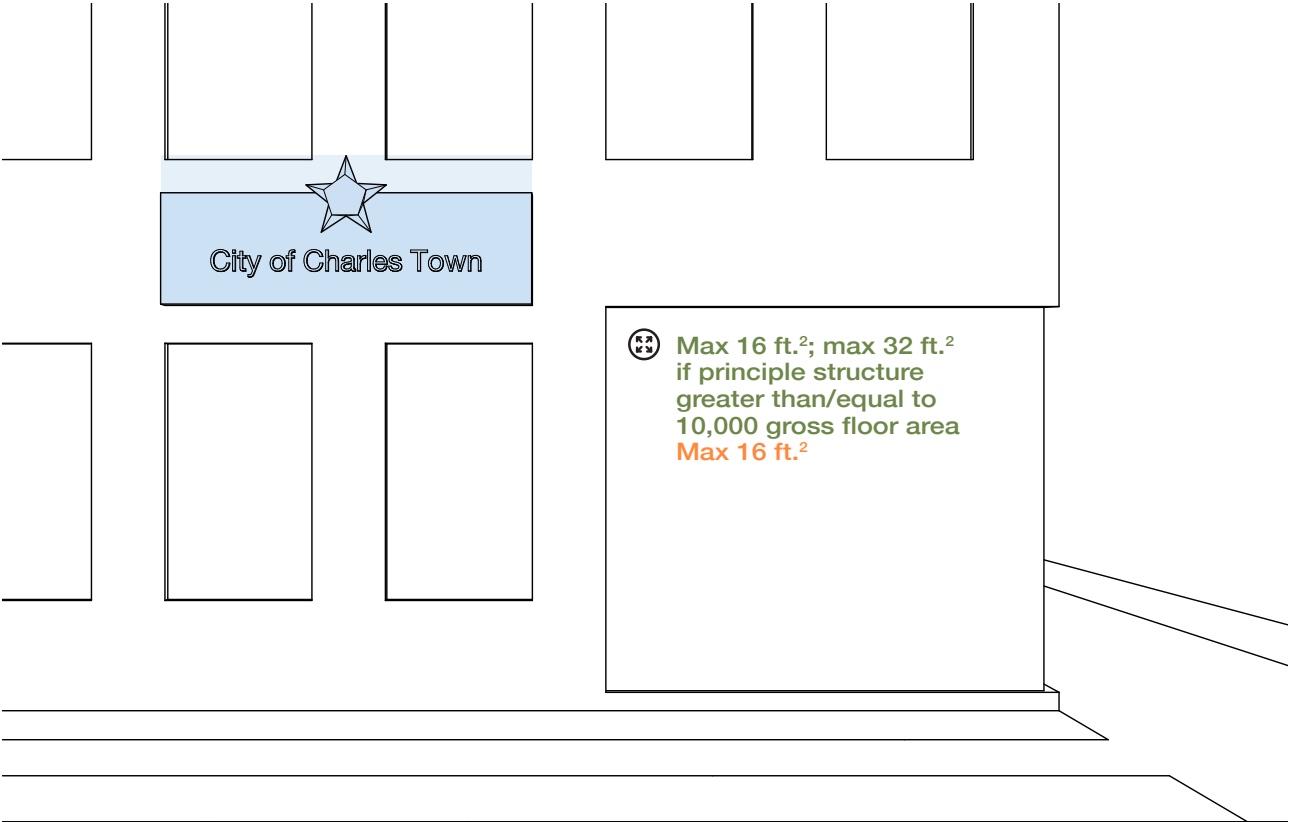 City of Charles Town
Max 16 ft.²; max 32 ft.²
if principle structure
greater than/equal to
10,000 gross floor area
Max 16 ft.²